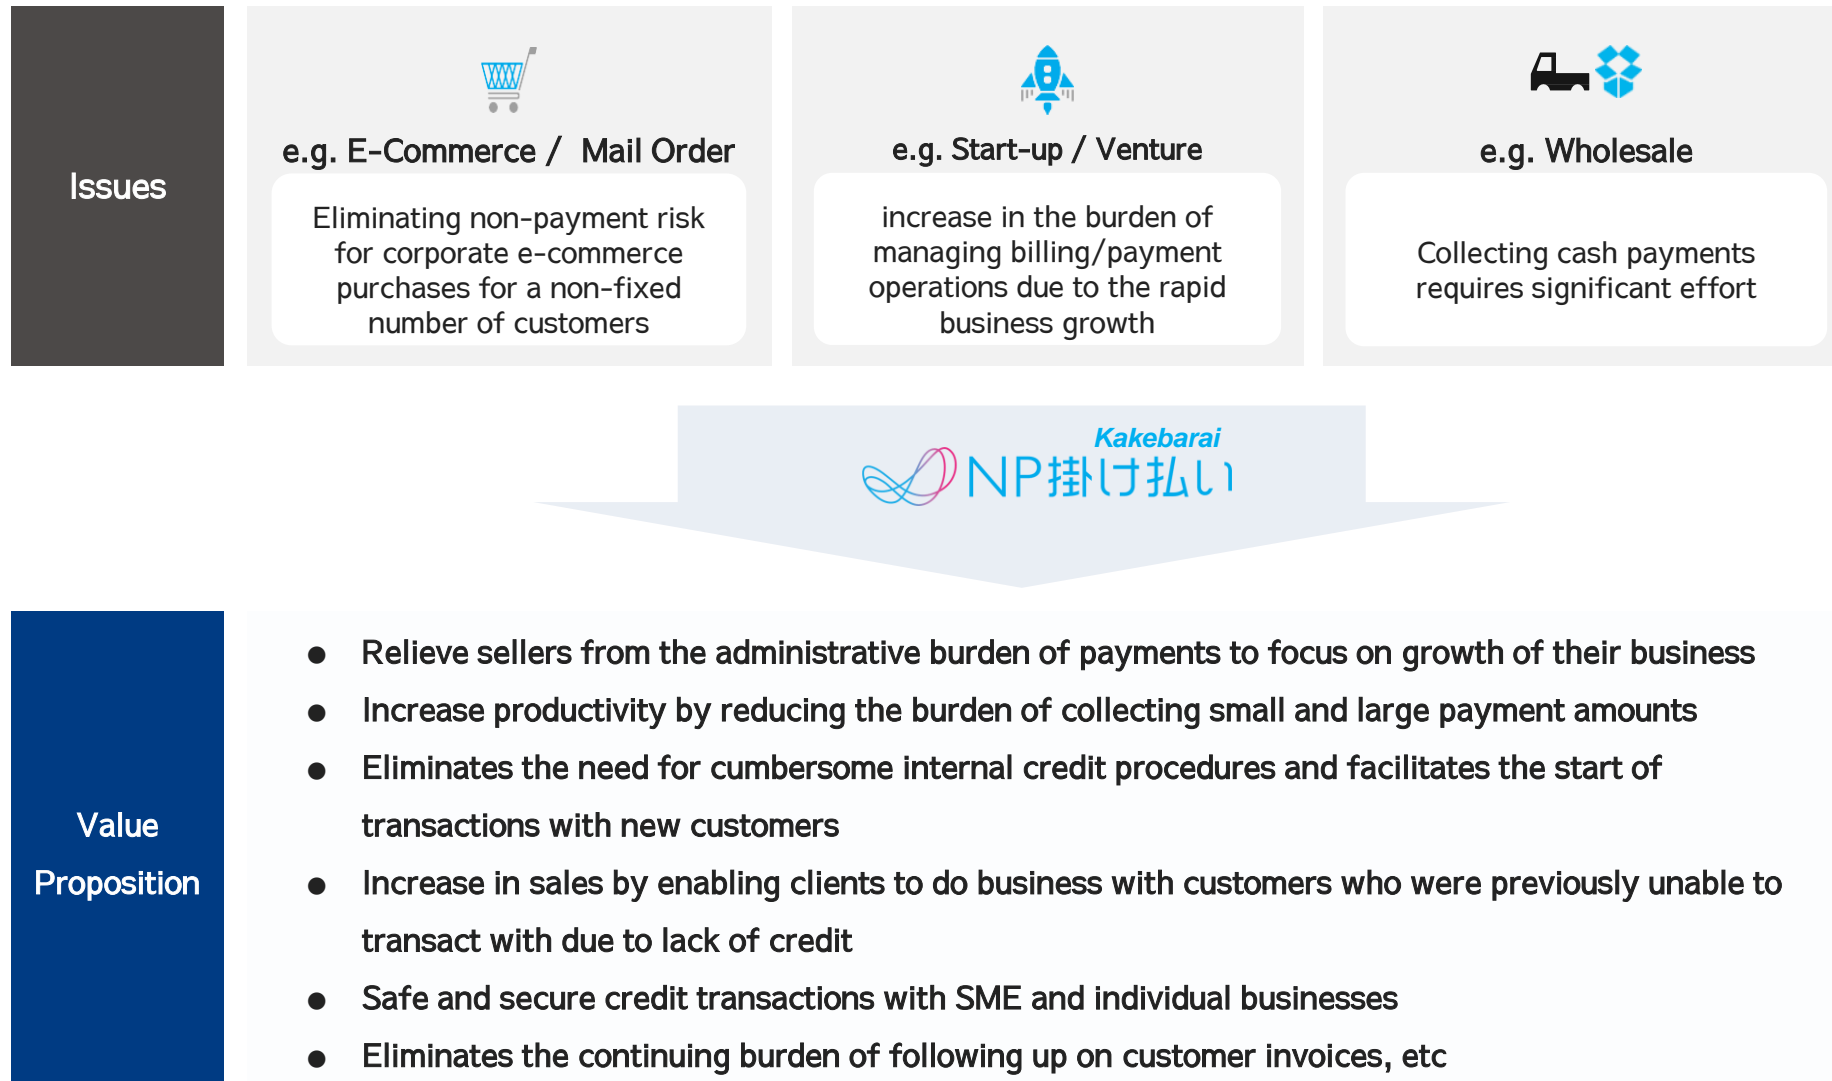 Issues
e.g. E-Commerce / Mail Order
Eliminating non-payment risk
for corporate e-commerce
purchases for a non-fixed
number of customers
e.g. Start-up / Venture
increase in the burden of
managing billing/payment
operations due to the rapid
business growth
e.g. Wholesale
Collecting cash payments
requires significant effort
Kakebarai
NP掛け払い
Value
Proposition
● Relieve sellers from the administrative burden of payments to focus on growth of their business
● Increase productivity by reducing the burden of collecting small and large payment amounts
● Eliminates the need for cumbersome internal credit procedures and facilitates the start of
transactions with new customers
● Increase in sales by enabling clients to do business with customers who were previously unable to
transact with due to lack of credit
● Safe and secure credit transactions with SME and individual businesses
● Eliminates the continuing burden of following up on customer invoices, etc